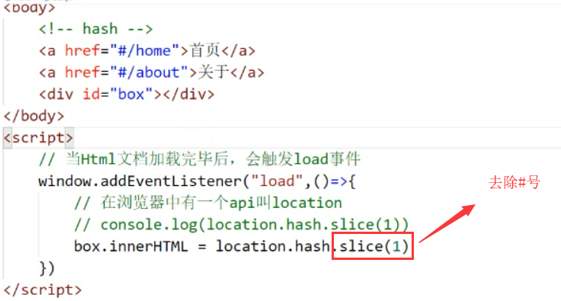 <body>
<!-- hash -->
<a href="#/home">首页</a>
<a href="#/about">关于</a>
<div id="box"></div>
</body>
<script>
// 当Html文档加载完毕后，会触发load事件
window.addEventListener("load",()=>{
// 在浏览器中有一个api叫location
// console.log(location.hash.slice(1))
box.innerHTML = location.hash.slice(1)
})
</script>
去除#号